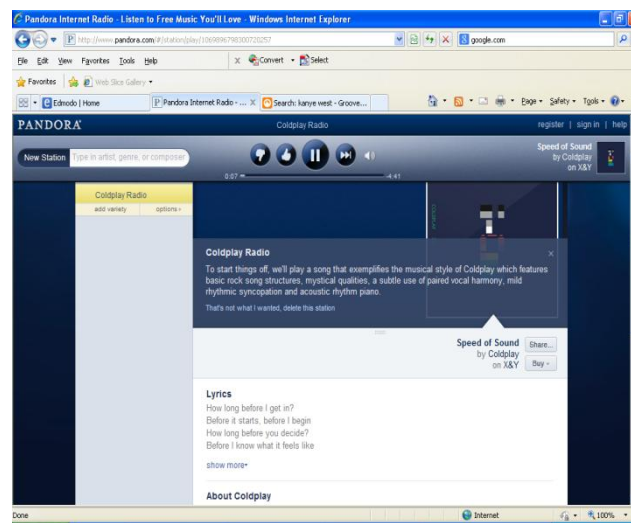 Pandora Internet Radio - Listen to Free Music You'll Love - Windows Internet Explorer
http://www.pandora.com/#/station/play/1069896798300720257
google.com
File Edit View Favorites Tools Help
x Convert Select
Favorites Web Slice Gallery
Edmodo | Home
Pandora Internet Radio - ... X
Search: kanye west - Groove...
Page Safety Tools
PANDORA
Coldplay Radio
register | sign in | help
New Station
Type in artist, genre, or composer
0:07
-4:41
Speed of Sound
by Coldplay
on X&Y
Coldplay Radio
add variety
options
Coldplay Radio
x
To start things off, we'll play a song that exemplifies the musical style of Coldplay which features
basic rock song structures, mystical qualities, a subtle use of paired vocal harmony, mild
rhythmic syncopation and acoustic rhythm piano.
That's not what I wanted, delete this station
Speed of Sound
by Coldplay
on X&Y
Share...
Buy
Lyrics
How long before I get in?
Before it starts, before I begin
How long before you decide?
Before I know what it feels like
show more
About Coldplay
Done
Internet
100%